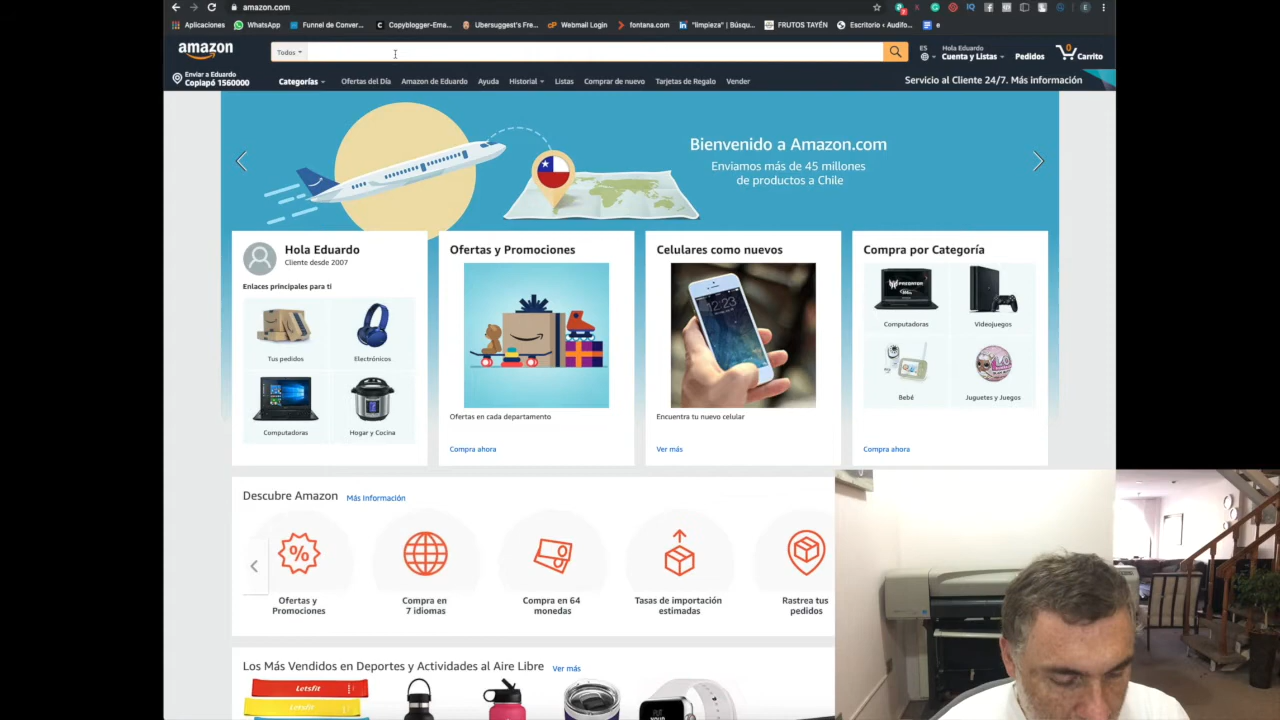 amazon.com
Aplicaciones WhatsApp Funnel de Conver... Copyblogger-Ema... Ubersuggest's Fre... Webmail Login fontana.com "limpieza" | Búsqu... FRUTOS TAYÉN Escritorio ‹ Audifo... e
amazon
Todos
ES
Hola Eduardo
Cuenta y Listas
Pedidos
0
Carrito
Enviar a Eduardo
Copiapó 1560000
Categorías Ofertas del Día Amazon de Eduardo Ayuda Historial Listas Comprar de nuevo Tarjetas de Regalo Vender
Servicio al Cliente 24/7. Más información
Bienvenido a Amazon.com
Enviamos más de 45 millones
de productos a Chile
Hola Eduardo
Cliente desde 2007
Enlaces principales para ti
Tus pedidos
Electrónicos
Computadoras
Hogar y Cocina
Ofertas y Promociones
Ofertas en cada departamento
Compra ahora
Celulares como nuevos
Encuentra tu nuevo celular
Ver más
Compra por Categoría
PREDATOR
Computadoras
Videojuegos
Bebé
Juguetes y Juegos
Compra ahora
Descubre Amazon Más Información
Ofertas y
Promociones
Compra en
7 idiomas
Compra en 64
monedas
Tasas de importación
estimadas
Rastrea tus
pedidos
Los Más Vendidos en Deportes y Actividades al Aire Libre Ver más
Letsfit
Letsfit